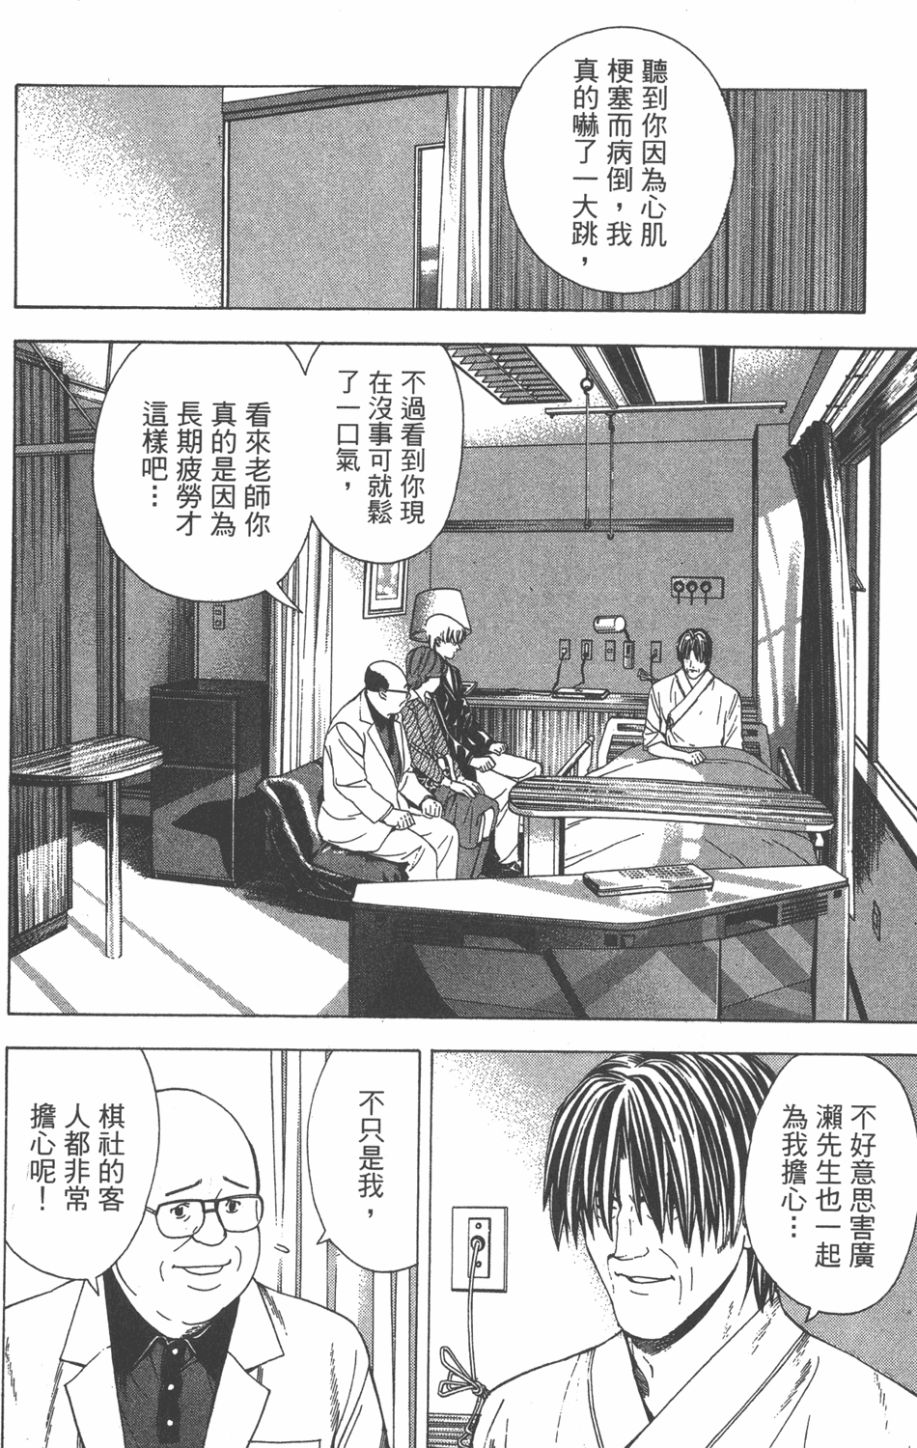 聽到你因為心肌
梗塞而病倒，我
真的嚇了一大跳，
不過看到你現
在沒事可就鬆
了一口氣，
看來老師你
真的是因為
長期疲勞才
這樣吧…
不好意思害廣
瀨先生也一起
為我擔心…
不只是我，
棋社的客
人都非常
擔心呢！